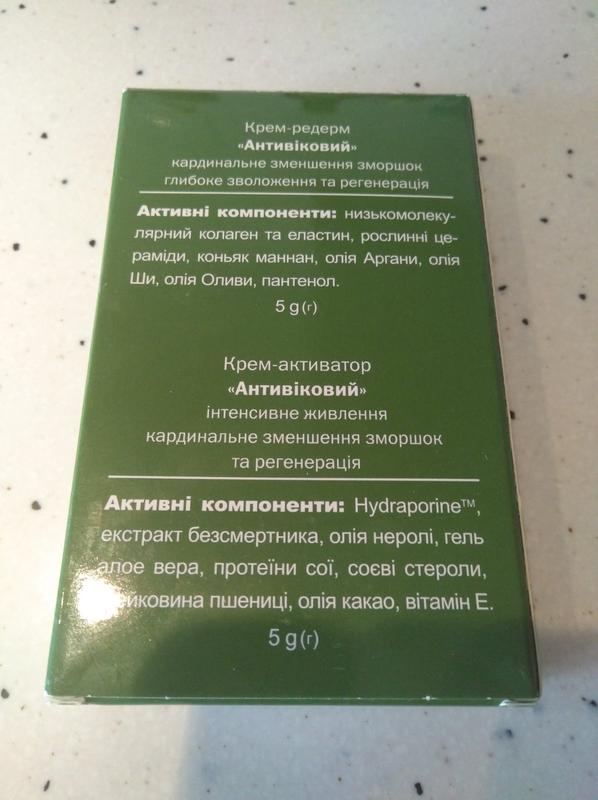 Крем-редерм
«Антивіковий»
кардинальне зменшення зморшок
глибоке зволоження та регенерація
Активні компоненти: низькомолеку-
лярний колаген та еластин, рослинні це-
раміди, коньяк маннан, олія Аргани, олія
Ши, олія Оливи, пантенол.
5 g (г)
Крем-активатор
«Антивіковий»
інтенсивне живлення
кардинальне зменшення зморшок
та регенерація
Активні компоненти: Hydraporine™,
екстракт безсмертника, олія неролі, гель
алое вера, протеїни сої, соєві стероли,
пшениці, олія какао, вітамін Е.
5 g (г)